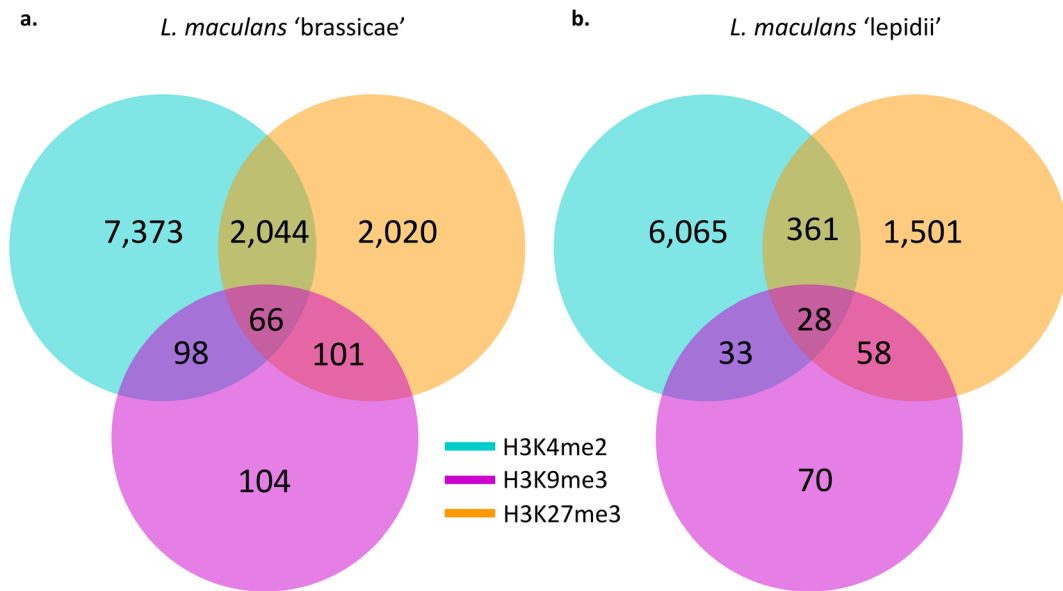 a.
L. maculans ‘brassicae’
7,373
2,044
2,020
66
98
101
104
b.
L. maculans ‘lepidii’
6,065
361
1,501
28
33
58
70
H3K4me2
H3K9me3
H3K27me3